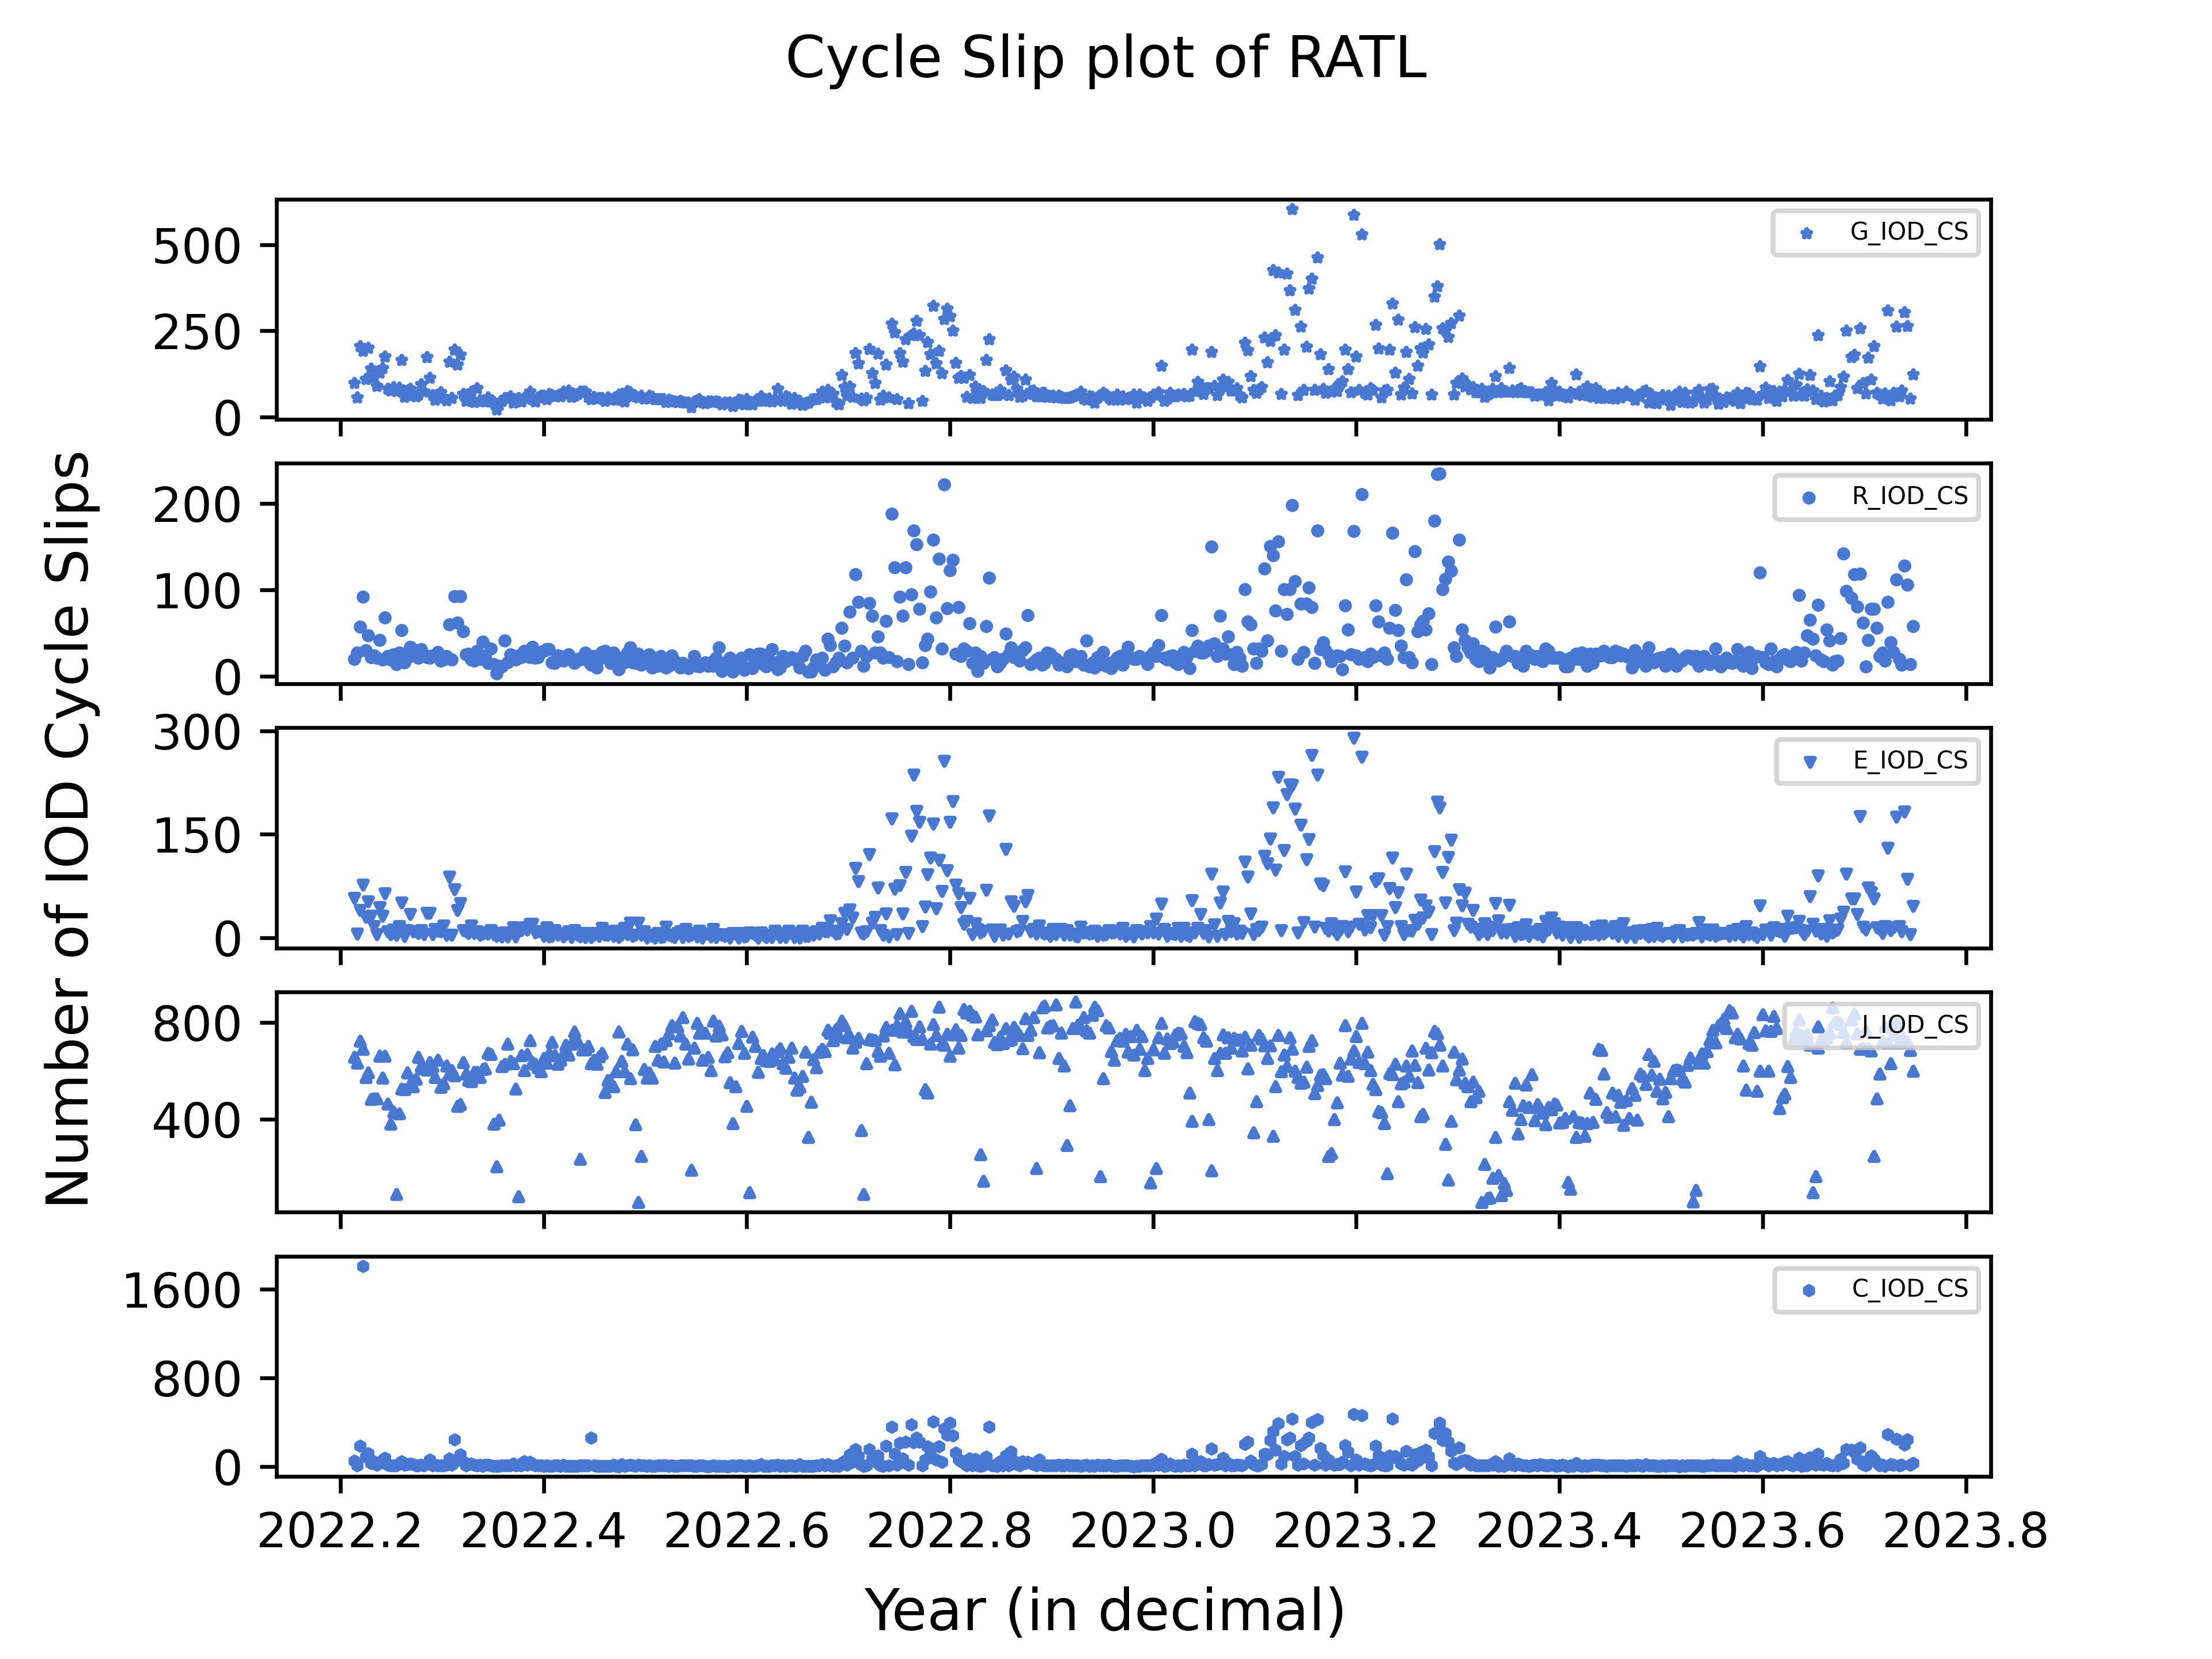 Cycle Slip plot of RATL
Number of IOD Cycle Slips
500
250
0
G_IOD_CS
200
100
0
R_IOD_CS
300
150
0
E_IOD_CS
800
400
J_IOD_CS
1600
800
0
C_IOD_CS
2022.2 2022.4 2022.6 2022.8 2023.0 2023.2 2023.4 2023.6 2023.8
Year (in decimal)